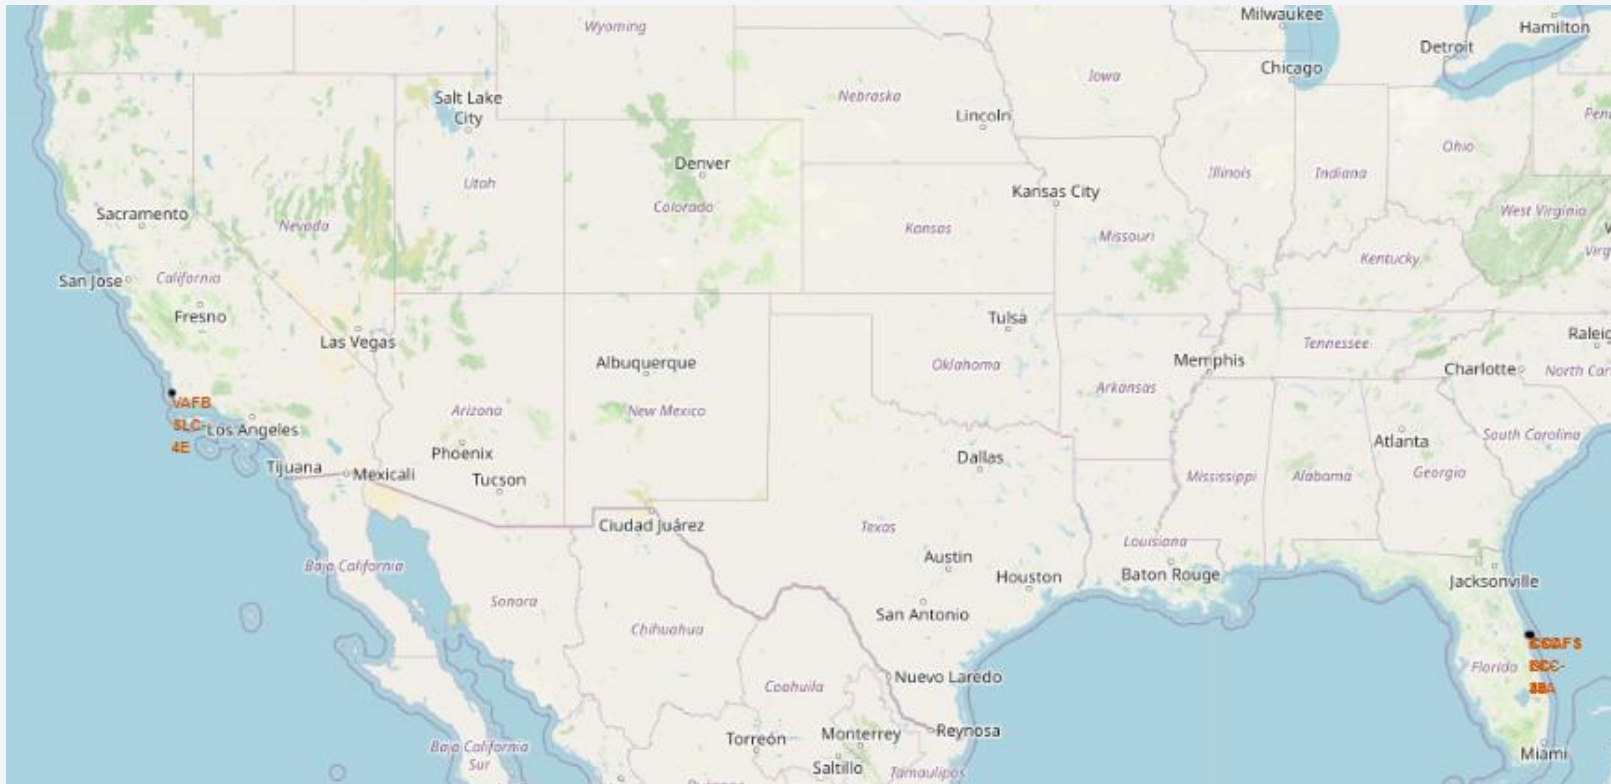 Wyoming
Milwaukee
Hamilton
Detroit
Chicago
Iowa
Nebraska
Salt Lake
City
Lincoln
Ohio
Denver
Utah
Illinois
Indiana
Kansas City
Colorado
Sacramento
West Virginia
Nevada
Kansas
Missouri
Kentucky
San Jose
California
Fresno
Tulsa
Las Vegas
Tennessee
Albuquerque
Oklahoma
Memphis
Charlotte
Arkansas
VAFB
SLC-
4E
Los Angeles
Arizona
New Mexico
South Carolina
Atlanta
Phoenix
Dallas
Tijuana
Mexicali
Tucson
Mississippi
Alabama
Georgia
Ciudad Juárez
Texas
Louisiana
Austin
Baja California
Houston
Baton Rouge
Jacksonville
Sonora
San Antonio
Chihuahua
Florida
Nuevo Laredo
Coahuila
Torreón
Monterrey
Reynosa
Baja California
Sur
Saltillo
Tamaulipas
Miami